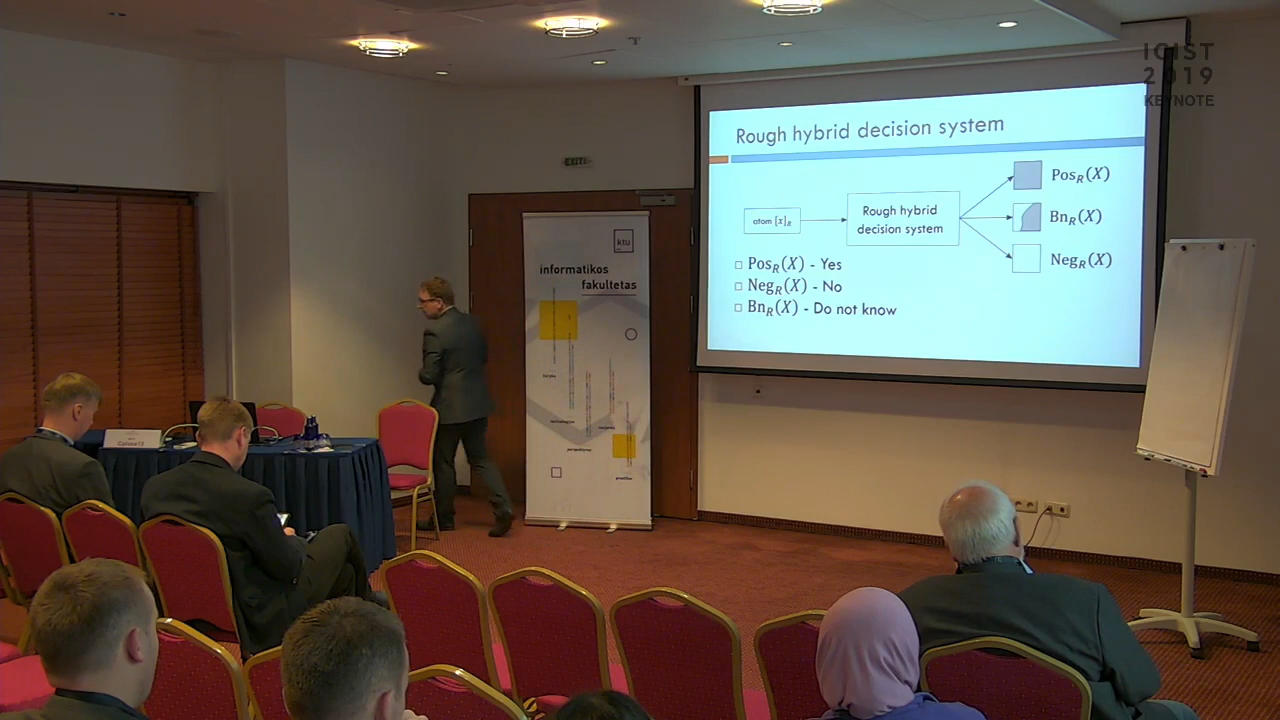 ICIST
2019
KEYNOTE
Rough hybrid decision system
atom [x]_R
Rough hybrid
decision system
Pos_R(X)
Bn_R(X)
Neg_R(X)
□ Pos_R(X) - Yes
□ Neg_R(X) - No
□ Bn_R(X) - Do not know
EXIT
ktu
informatikos
fakultetas